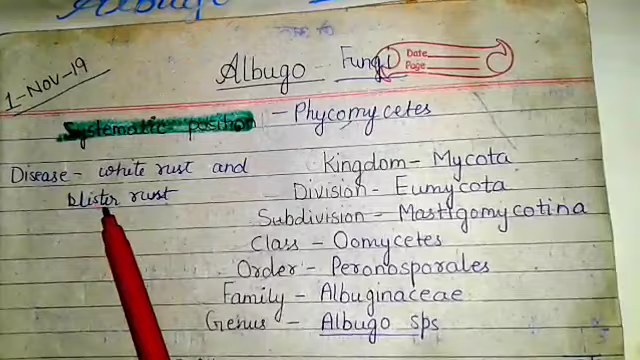 Albugo
1-Nov-19
Albugo - Fungi
Date
Page
Systematic position - Phycomycetes
Disease - white rust and
blister rust
Kingdom - Mycota
Division - Eumycota
Subdivision - Mastigomycotina
Class - Oomycetes
Order - Peronosporales
Family - Albuginaceae
Genus - Albugo sps